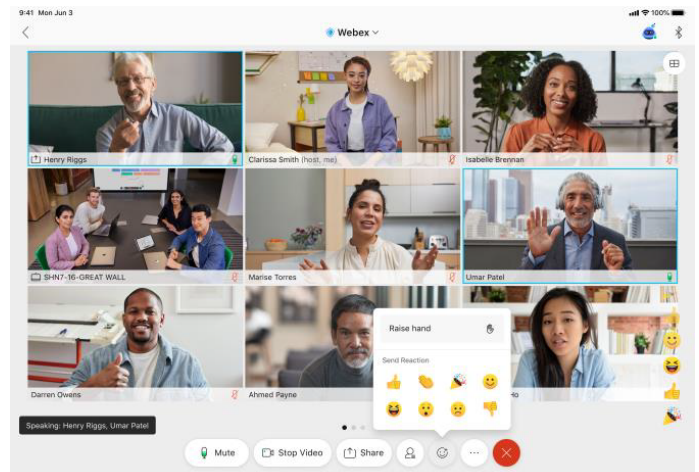 9:41 Mon Jun 3
100%
Webex
Henry Riggs
Clarissa Smith (host, me)
Isabelle Brennan
SHN7-16-GREAT WALL
Marise Torres
Umar Patel
Raise hand
Send Reaction
Darren Owens
Ahmed Payne
Ho
Speaking: Henry Riggs, Umar Patel
Mute
Stop Video
Share